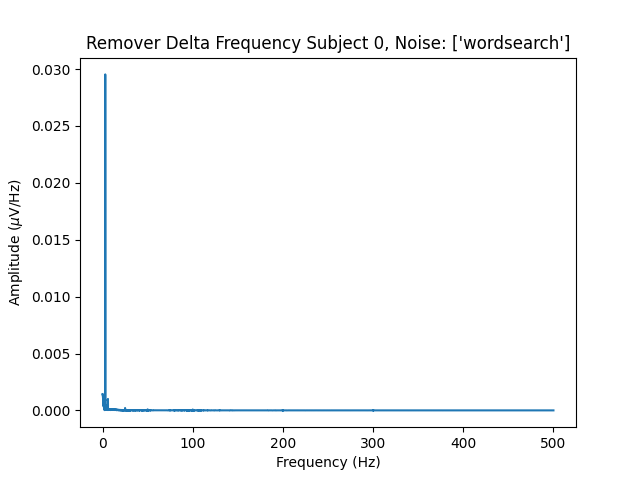 Remover Delta Frequency Subject 0, Noise: ['wordsearch']
0.030
0.025
0.020
0.015
0.010
0.005
0.000
Amplitude (μV/Hz)
0 100 200 300 400 500
Frequency (Hz)